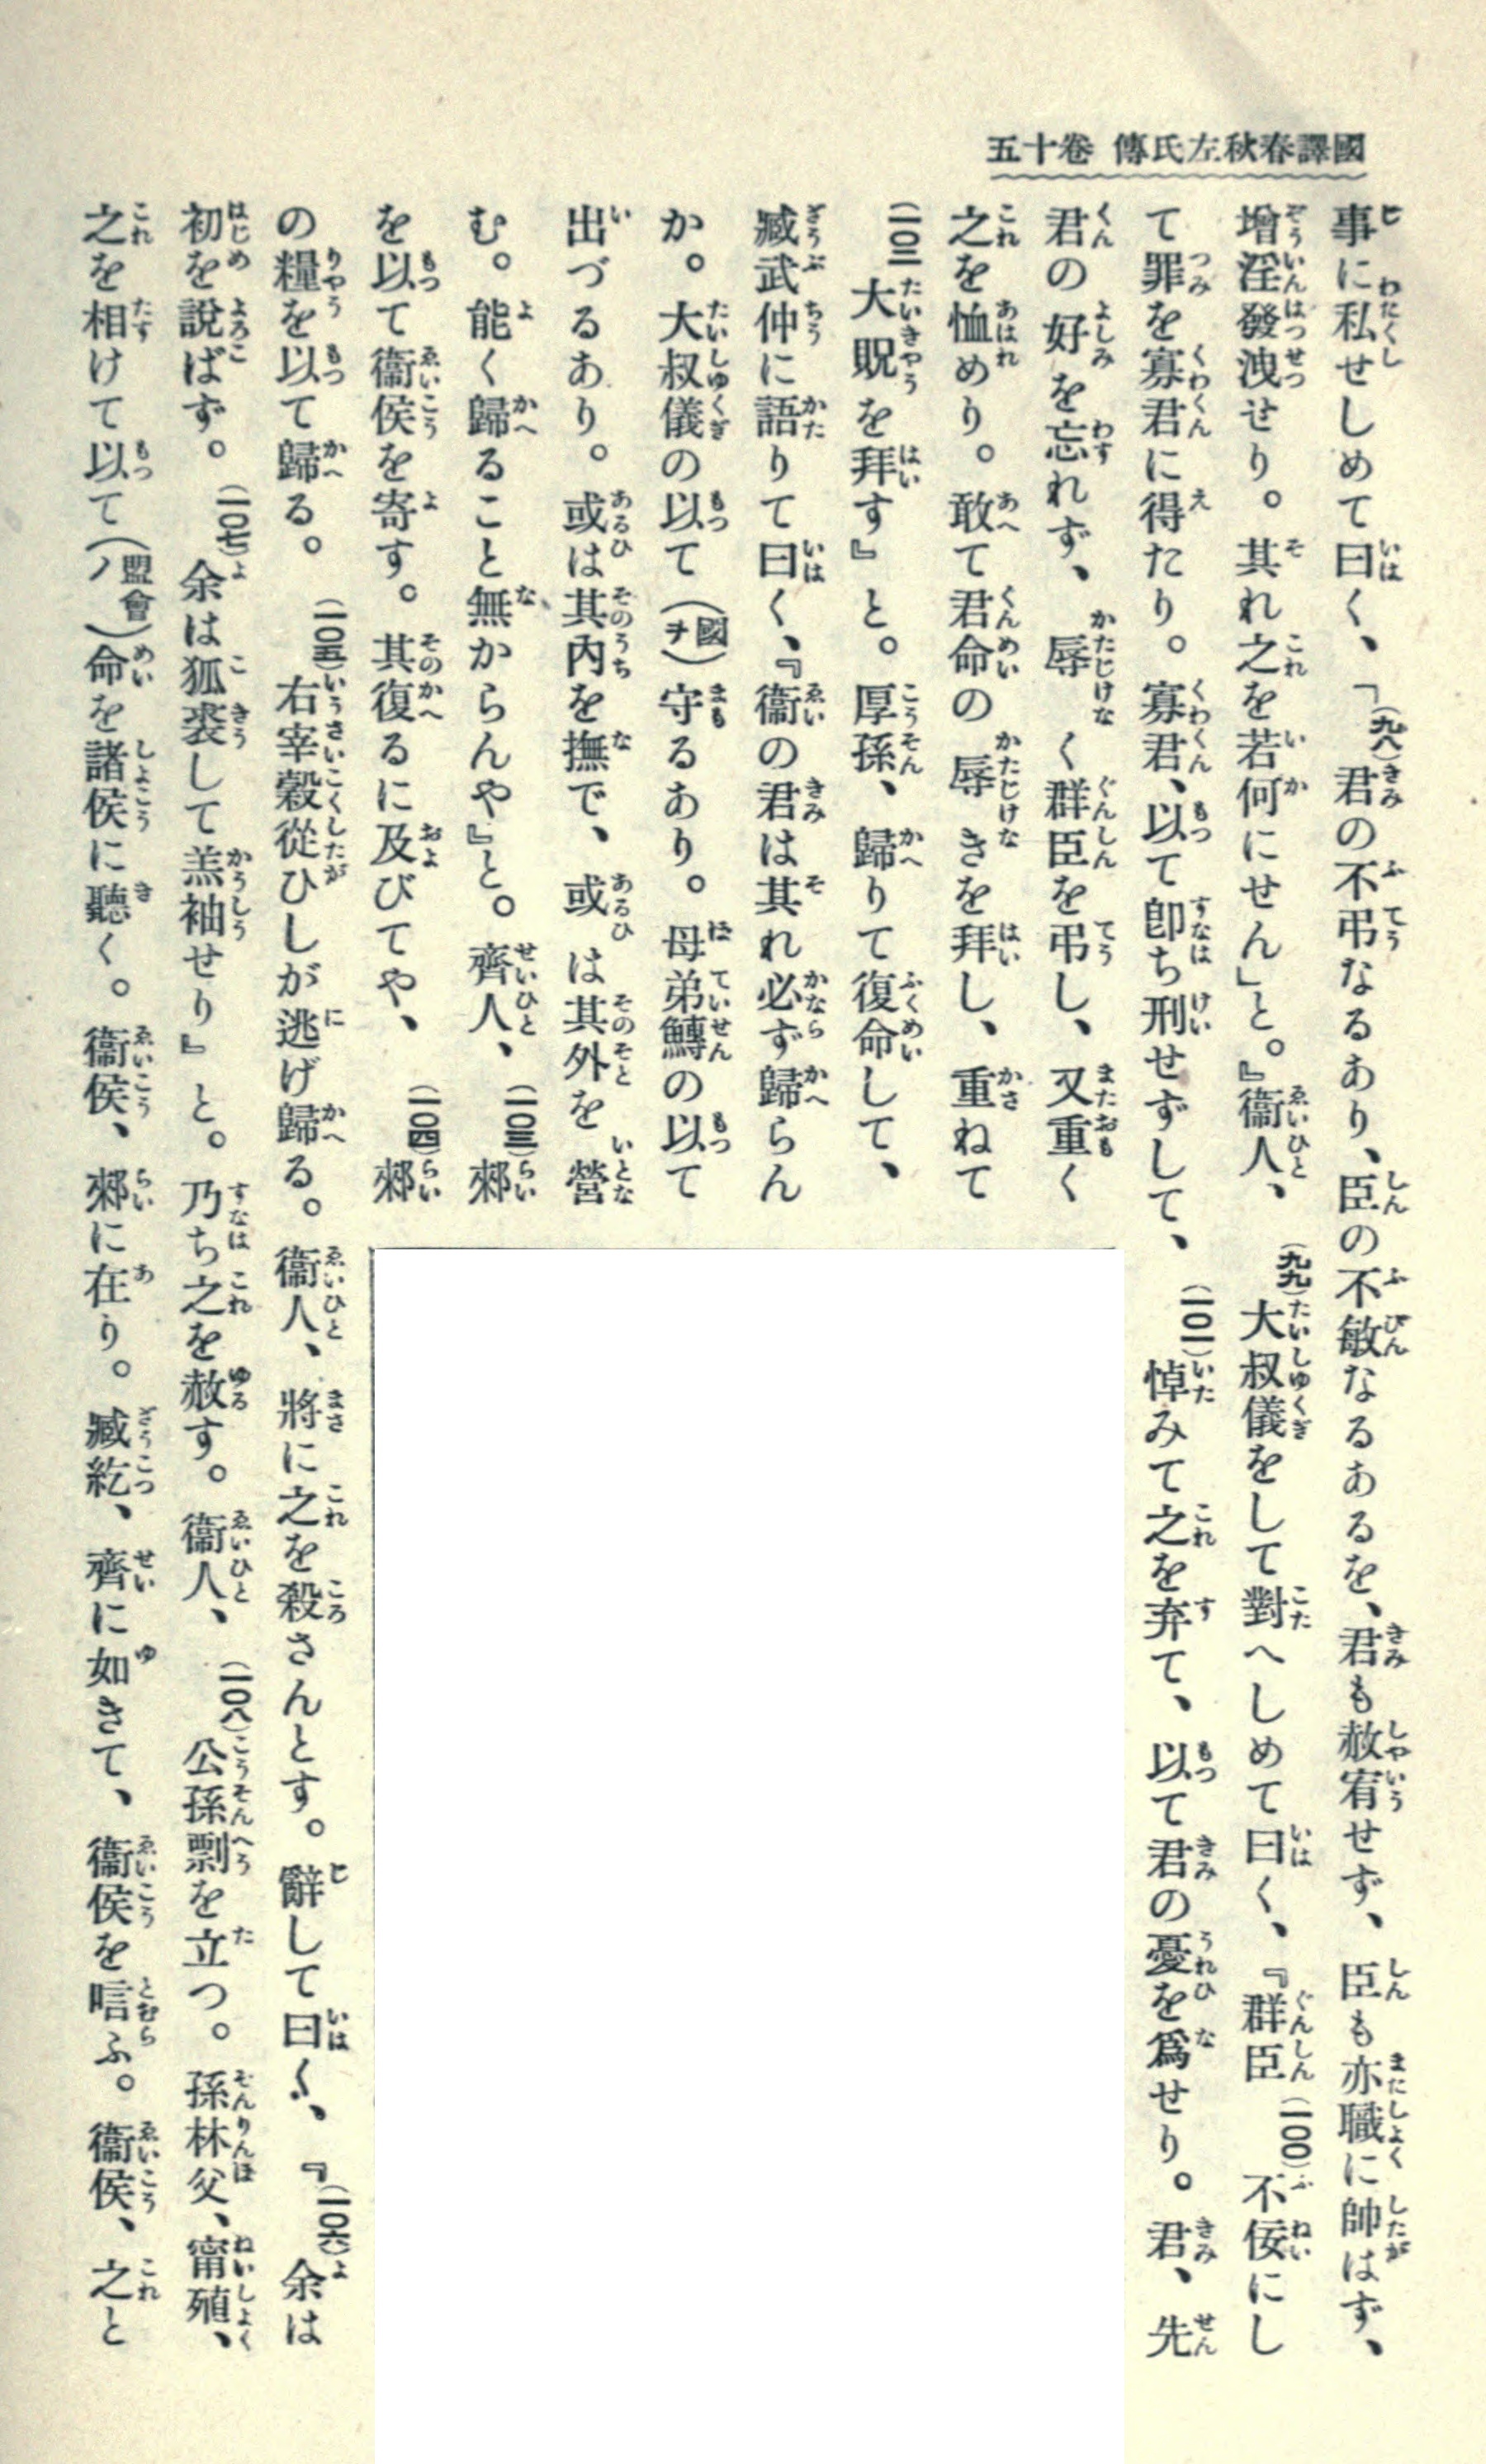 國譯春秋左氏傳 卷十五
事に私せしめて曰く、「(九八)君の不弔なるあり、臣の不敏なるあるを、君も赦宥せず、臣も亦職に帥はず、
增淫發洩せり。其れ之を若何にせん」と。』衞人、(九九)大叔儀をして對へしめて曰く、『群臣(一〇〇)不佞にし
て罪を寡君に得たり。寡君、以て卽ち刑せずして、(一〇一)悼みて之を弃て、以て君の憂を爲せり。君、先
君の好を忘れず、辱く群臣を弔し、又重く
之を恤めり。敢て君命の辱きを拜し、重ねて
(一〇二)大貺を拜す』と。厚孫、歸りて復命して、
臧武仲に語りて曰く、『衞の君は其れ必ず歸らん
か。大叔儀の以て(國ヲ)守るあり。母弟鱄の以て
出づるあり。或は其內を撫で、或は其外を營
む。能く歸ること無からんや』と。齊人、(一〇三)郲
を以て衞侯を寄す。其復るに及びてや、(一〇四)郲
の糧を以て歸る。(一〇五)右宰穀從ひしが逃げ歸る。衞人、將に之を殺さんとす。辭して曰く、『(一〇六)余は
初を說ばず。(一〇七)余は狐裘して羔袖せり』と。乃ち之を赦す。衞人、(一〇八)公孫剽を立つ。孫林父、甯殖、
之を相けて以て(盟會ノ)命を諸侯に聽く。衞侯、郲に在り。臧紇、齊に如きて、衞侯を唁ふ。衞侯、之と